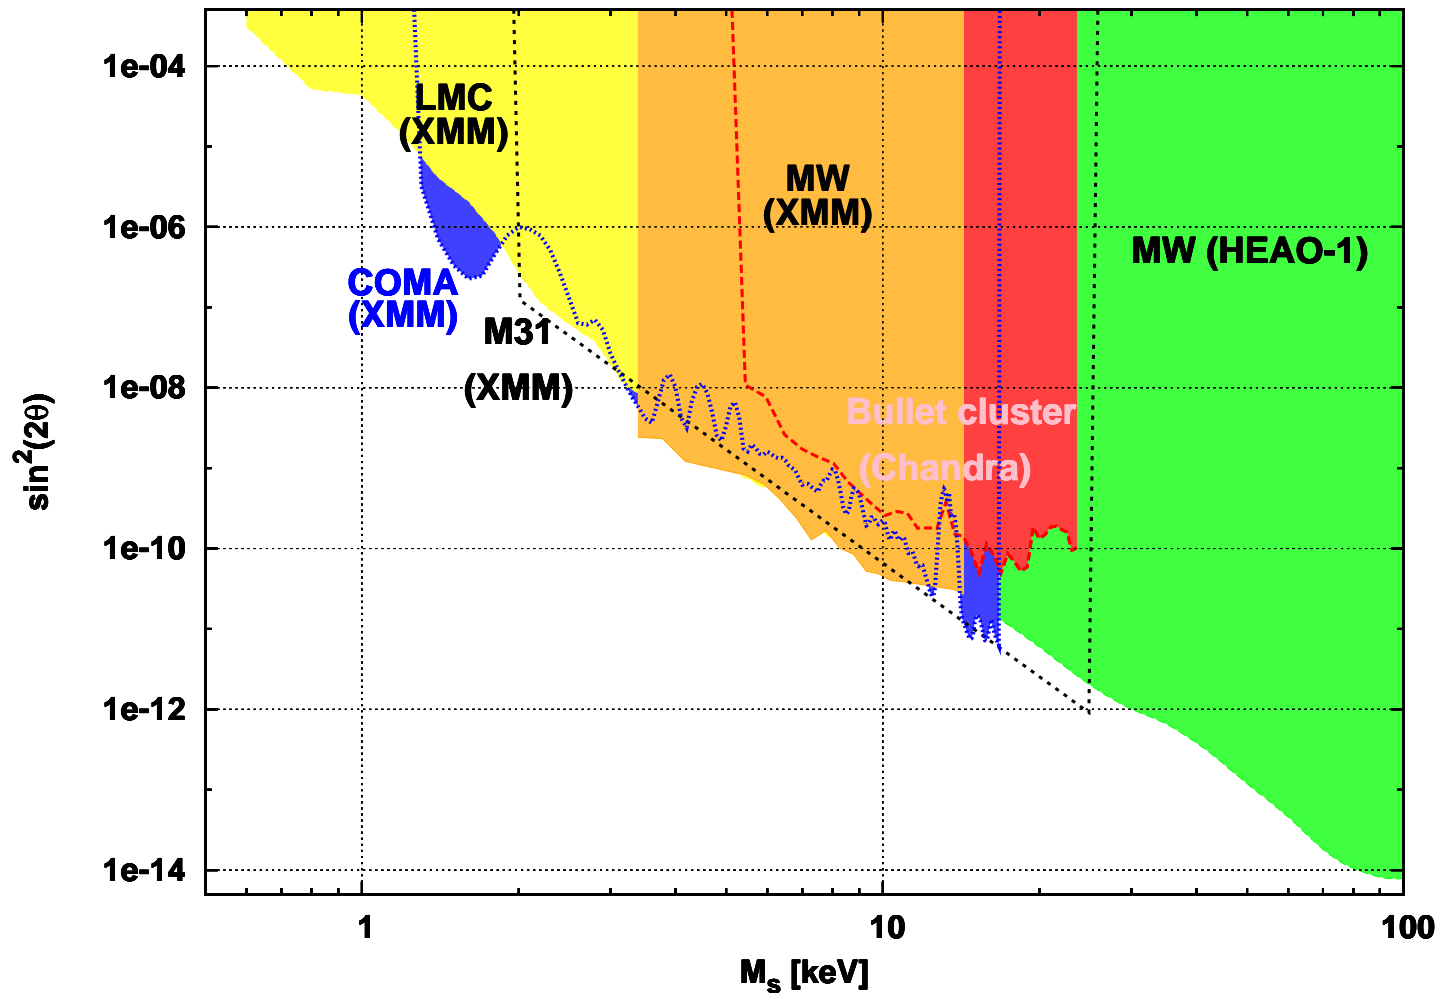 1e-04
1e-06
1e-08
1e-10
1e-12
1e-14
sin²(2θ)
LMC
(XMM)
COMA
(XMM)
M31
(XMM)
MW
(XMM)
Bullet cluster
(Chandra)
MW (HEAO-1)
1
10
100
Mₛ [keV]